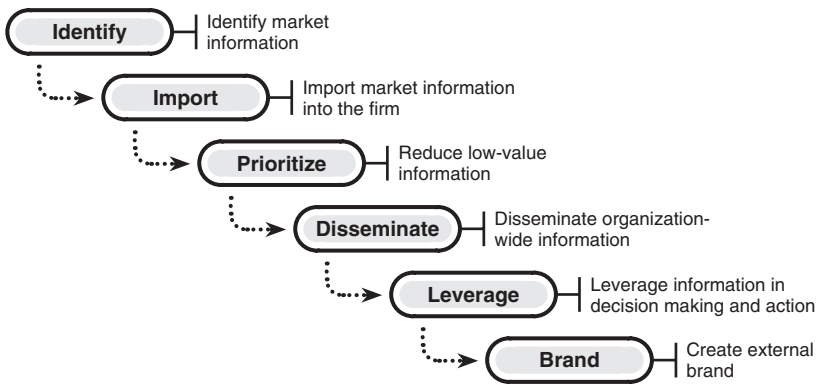 Identify
Identify market
information
Import
Import market information
into the firm
Prioritize
Reduce low-value
information
Disseminate
Disseminate organization-
wide information
Leverage
Leverage information in
decision making and action
Brand
Create external
brand